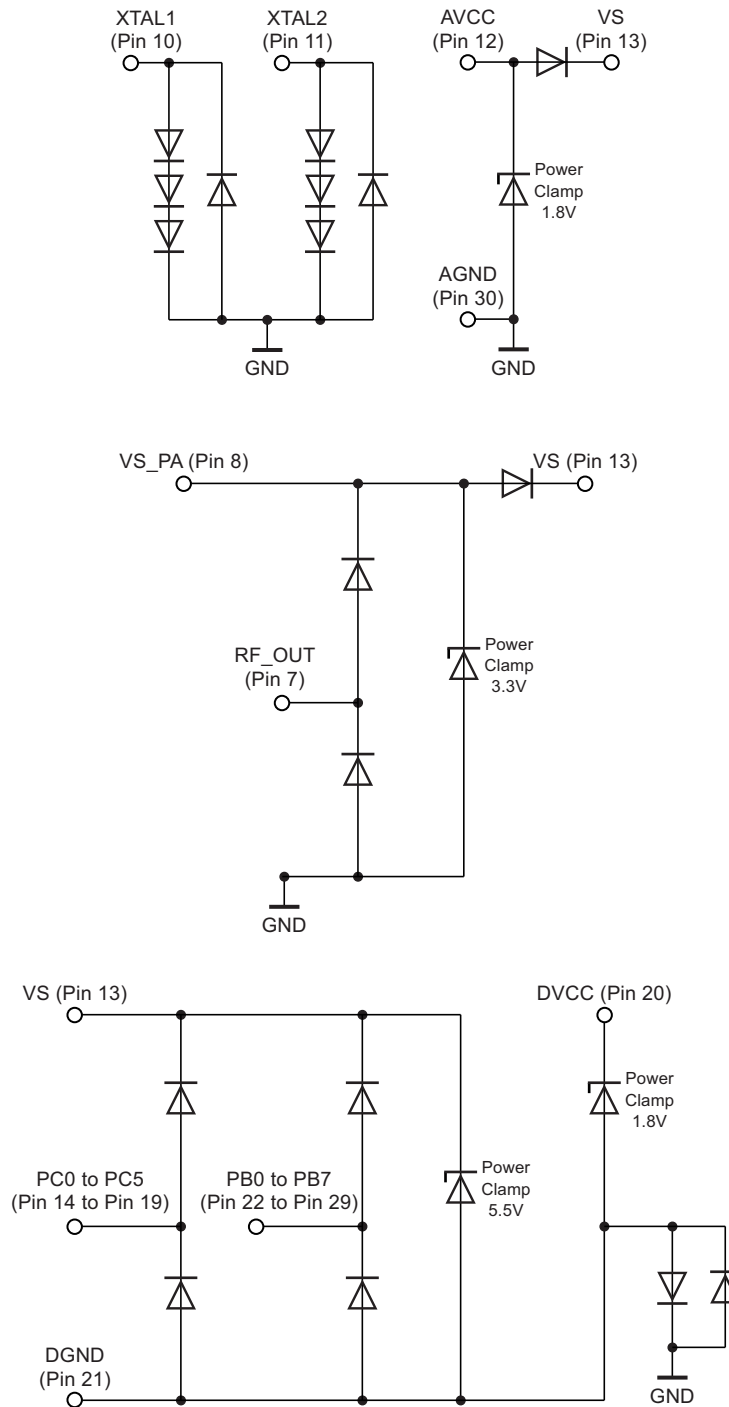 XTAL1
(Pin 10)
XTAL2
(Pin 11)
AVCC
(Pin 12)
VS
(Pin 13)
Power
Clamp
1.8V
AGND
(Pin 30)
GND
GND
VS_PA (Pin 8)
VS (Pin 13)
RF_OUT
(Pin 7)
Power
Clamp
3.3V
GND
VS (Pin 13)
DVCC (Pin 20)
Power
Clamp
1.8V
PC0 to PC5
(Pin 14 to Pin 19)
PB0 to PB7
(Pin 22 to Pin 29)
Power
Clamp
5.5V
DGND
(Pin 21)
GND